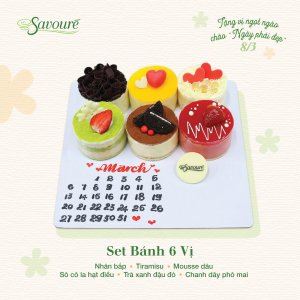 Savouré
Tặng vị ngọt ngào
chào "Ngày phái đẹp"
8/3
March
1 2 3 4 5
6 7 8 9 10 11 12
13 14 15 16 17 18 19
20 21 22 23 24 25 26
27 28 29 30 31
Set Bánh 6 Vị
Nhân bắp • Tiramisu • Mousse dâu
Sô cô la hạt điều • Trà xanh đậu đỏ • Chanh dây phô mai